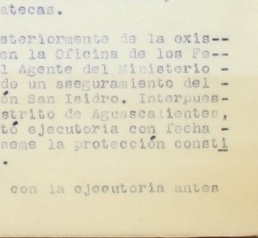 atecas.
steriormente de la exis--
en la Oficina de los Fe--
l Agente del Ministerio -
do un aseguramiento del -
ón San Isidro. Interpues-
strito de Aguascalientes,
tó ejecutoria con fecha -
seme la protección consti
.
con la ejecutoria antes